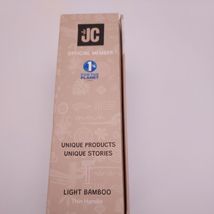 JC
OFFICIAL MEMBER
1%
FOR THE
PLANET
UNIQUE PRODUCTS
UNIQUE STORIES
LIGHT BAMBOO
Thin Handle